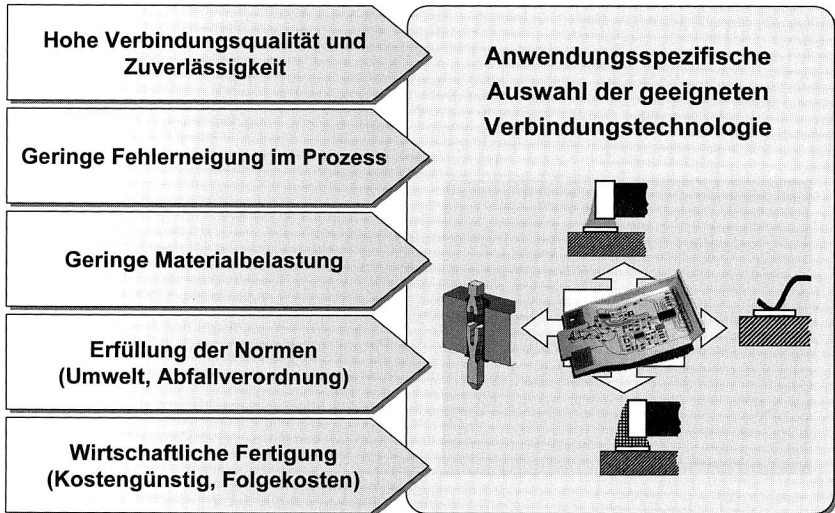 Hohe Verbindungsqualität und
Zuverlässigkeit
Geringe Fehlerneigung im Prozess
Geringe Materialbelastung
Erfüllung der Normen
(Umwelt, Abfallverordnung)
Wirtschaftliche Fertigung
(Kostengünstig, Folgekosten)
Anwendungsspezifische
Auswahl der geeigneten
Verbindungstechnologie